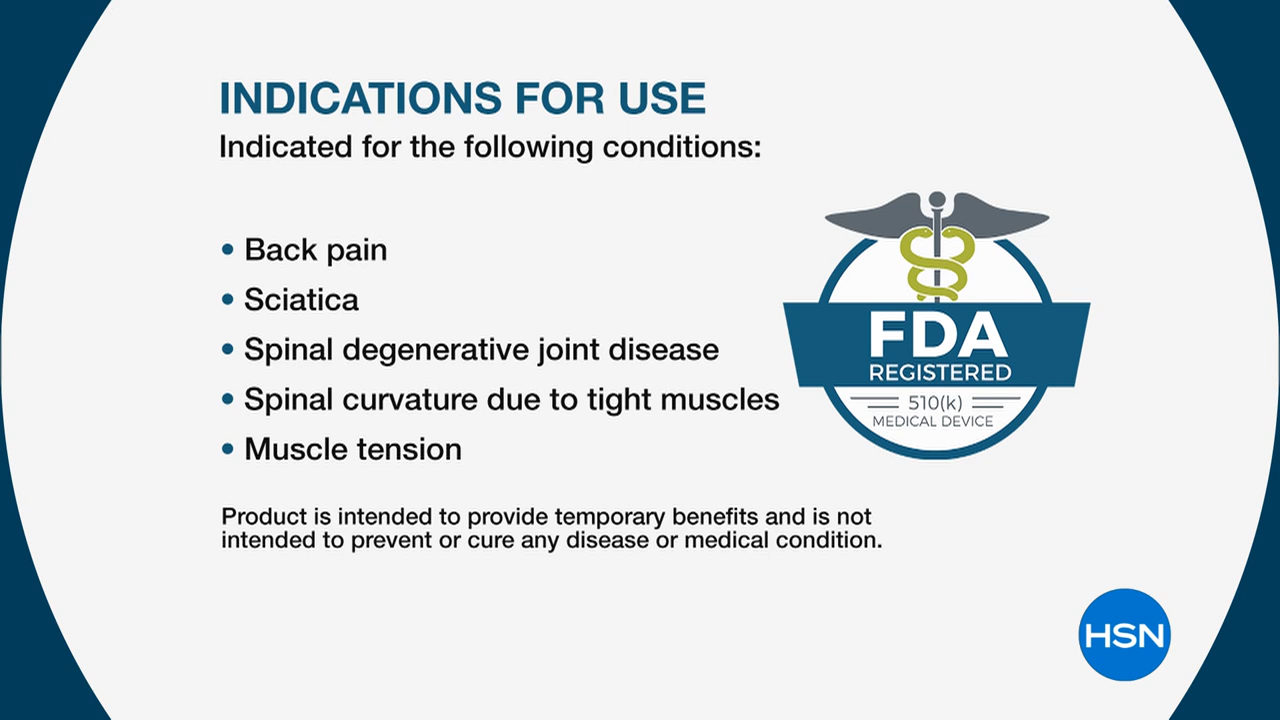 INDICATIONS FOR USE
Indicated for the following conditions:
• Back pain
• Sciatica
• Spinal degenerative joint disease
• Spinal curvature due to tight muscles
• Muscle tension
FDA
REGISTERED
510(k)
MEDICAL DEVICE
Product is intended to provide temporary benefits and is not
intended to prevent or cure any disease or medical condition.
HSN